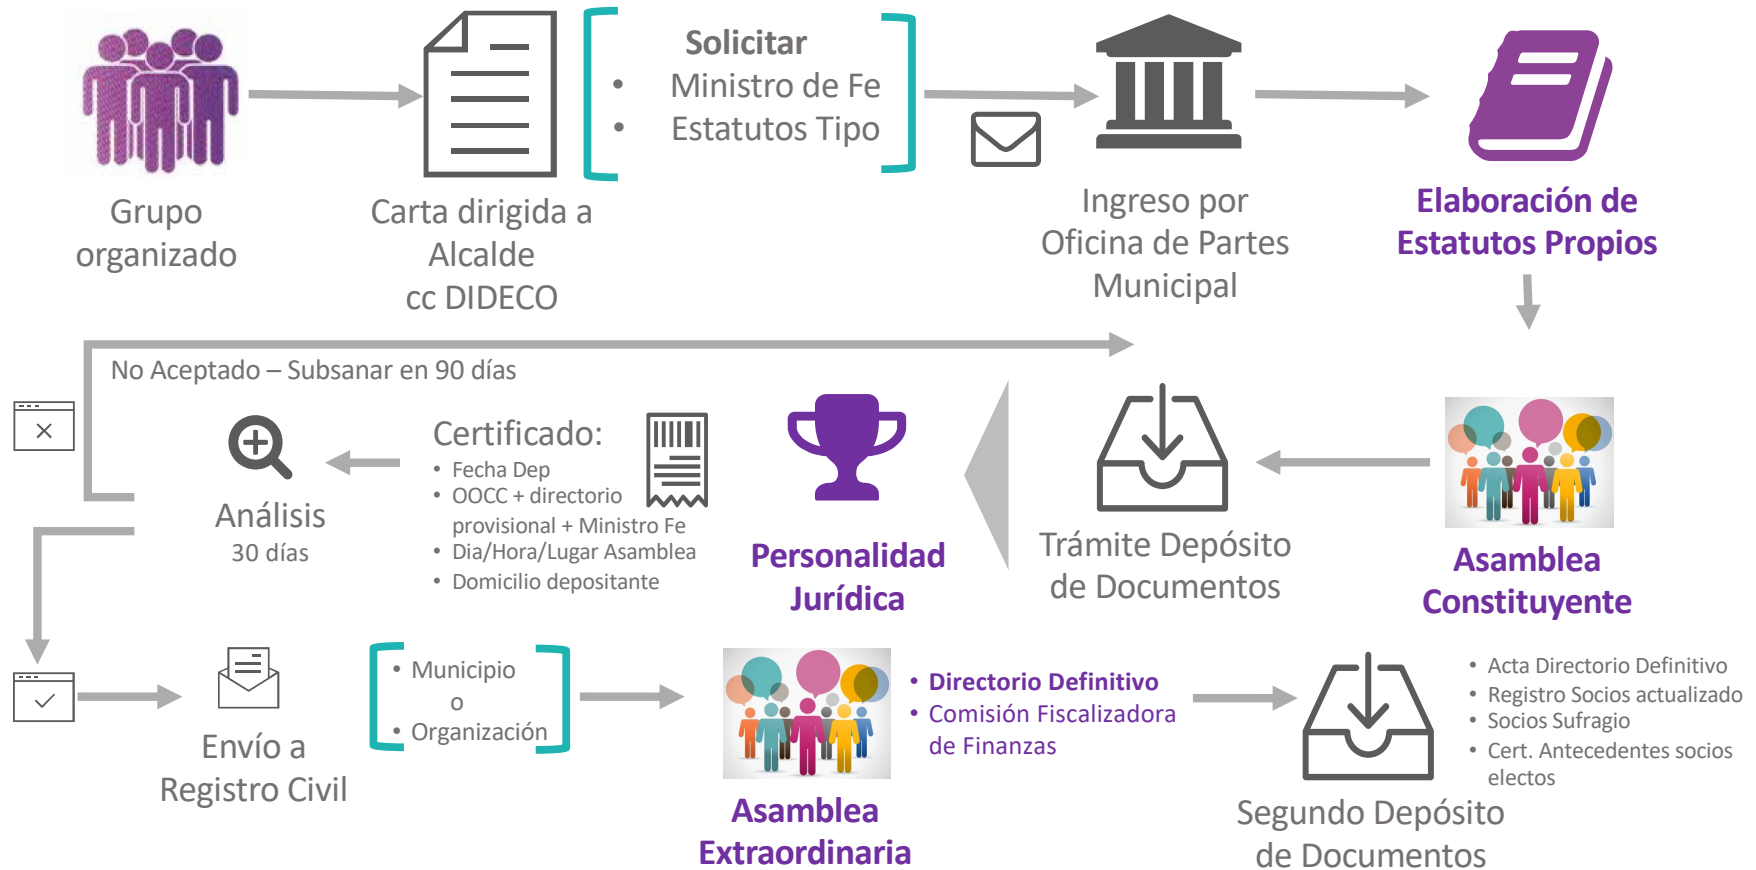 Grupo
organizado
Carta dirigida a
Alcalde
cc DIDECO
Solicitar
• Ministro de Fe
• Estatutos Tipo
Ingreso por
Oficina de Partes
Municipal
Elaboración de
Estatutos Propios
No Aceptado – Subsanar en 90 días
Análisis
30 días
Certificado:
• Fecha Dep
• OOCC + directorio
provisional + Ministro Fe
• Dia/Hora/Lugar Asamblea
• Domicilio depositante
Personalidad
Jurídica
Trámite Depósito
de Documentos
Asamblea
Constituyente
Envío a
Registro Civil
• Municipio
o
• Organización
Asamblea
Extraordinaria
• Directorio Definitivo
• Comisión Fiscalizadora
de Finanzas
Segundo Depósito
de Documentos
• Acta Directorio Definitivo
• Registro Socios actualizado
• Socios Sufragio
• Cert. Antecedentes socios
electos